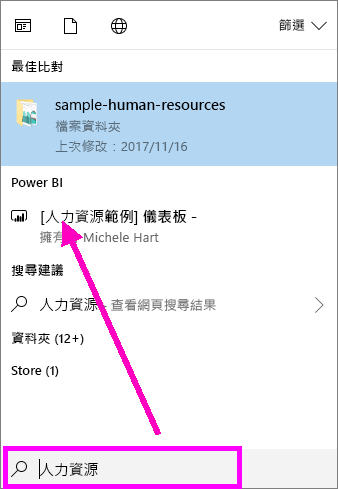 篩選
最佳比對
sample-human-resources
檔案資料夾
上次修改：2017/11/16
Power BI
[人力資源範例] 儀表板 -
擁有 Michele Hart
搜尋建議
人力資源 - 查看網頁搜尋結果
資料夾 (12+)
Store (1)
人力資源